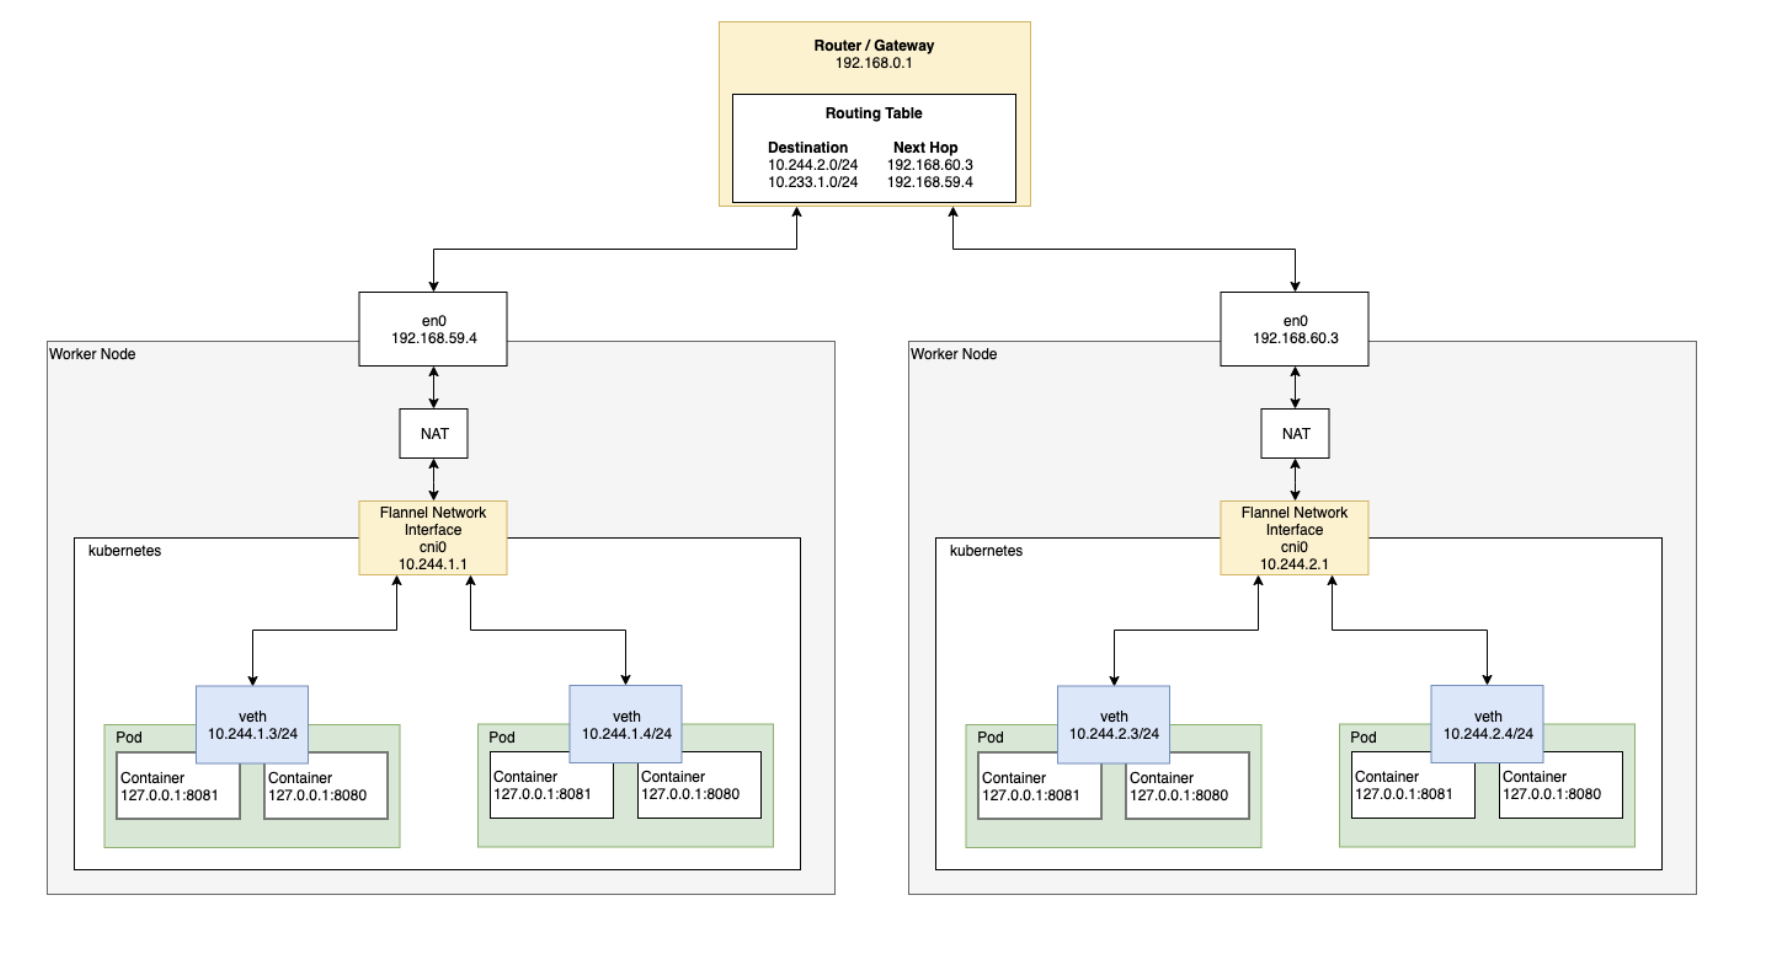 Router / Gateway
192.168.0.1
Routing Table
Destination Next Hop
10.244.2.0/24 192.168.60.3
10.233.1.0/24 192.168.59.4
en0
192.168.59.4
Worker Node
NAT
Flannel Network
Interface
cni0
10.244.1.1
kubernetes
veth
10.244.1.3/24
Pod
Container
127.0.0.1:8081
Container
127.0.0.1:8080
veth
10.244.1.4/24
Pod
Container
127.0.0.1:8081
Container
127.0.0.1:8080
en0
192.168.60.3
Worker Node
NAT
Flannel Network
Interface
cni0
10.244.2.1
kubernetes
veth
10.244.2.3/24
Pod
Container
127.0.0.1:8081
Container
127.0.0.1:8080
veth
10.244.2.4/24
Pod
Container
127.0.0.1:8081
Container
127.0.0.1:8080